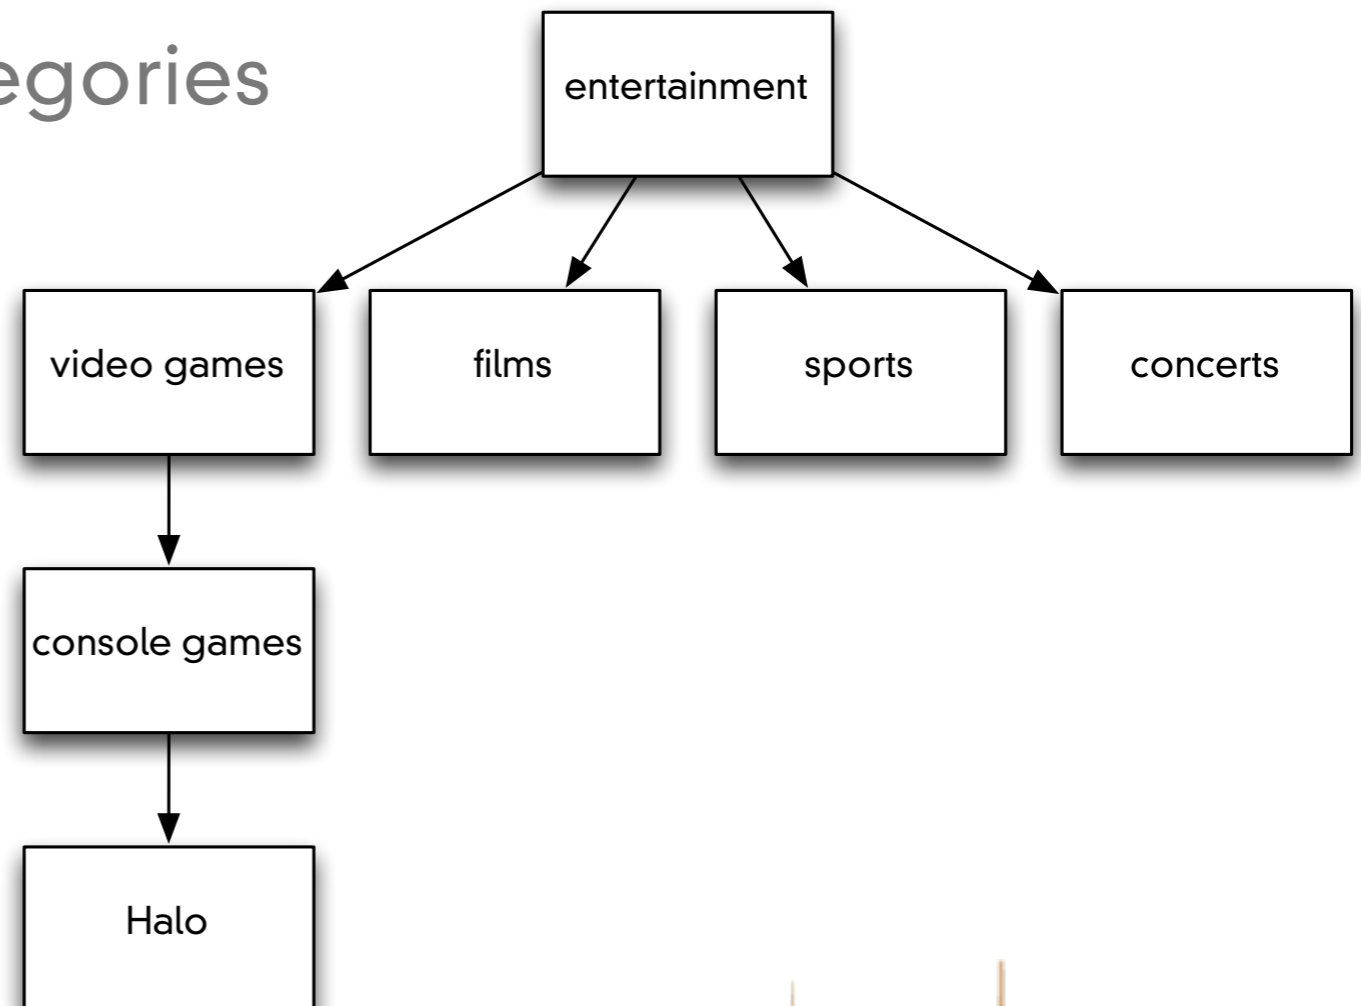 egories
entertainment
video games
films
sports
concerts
console games
Halo